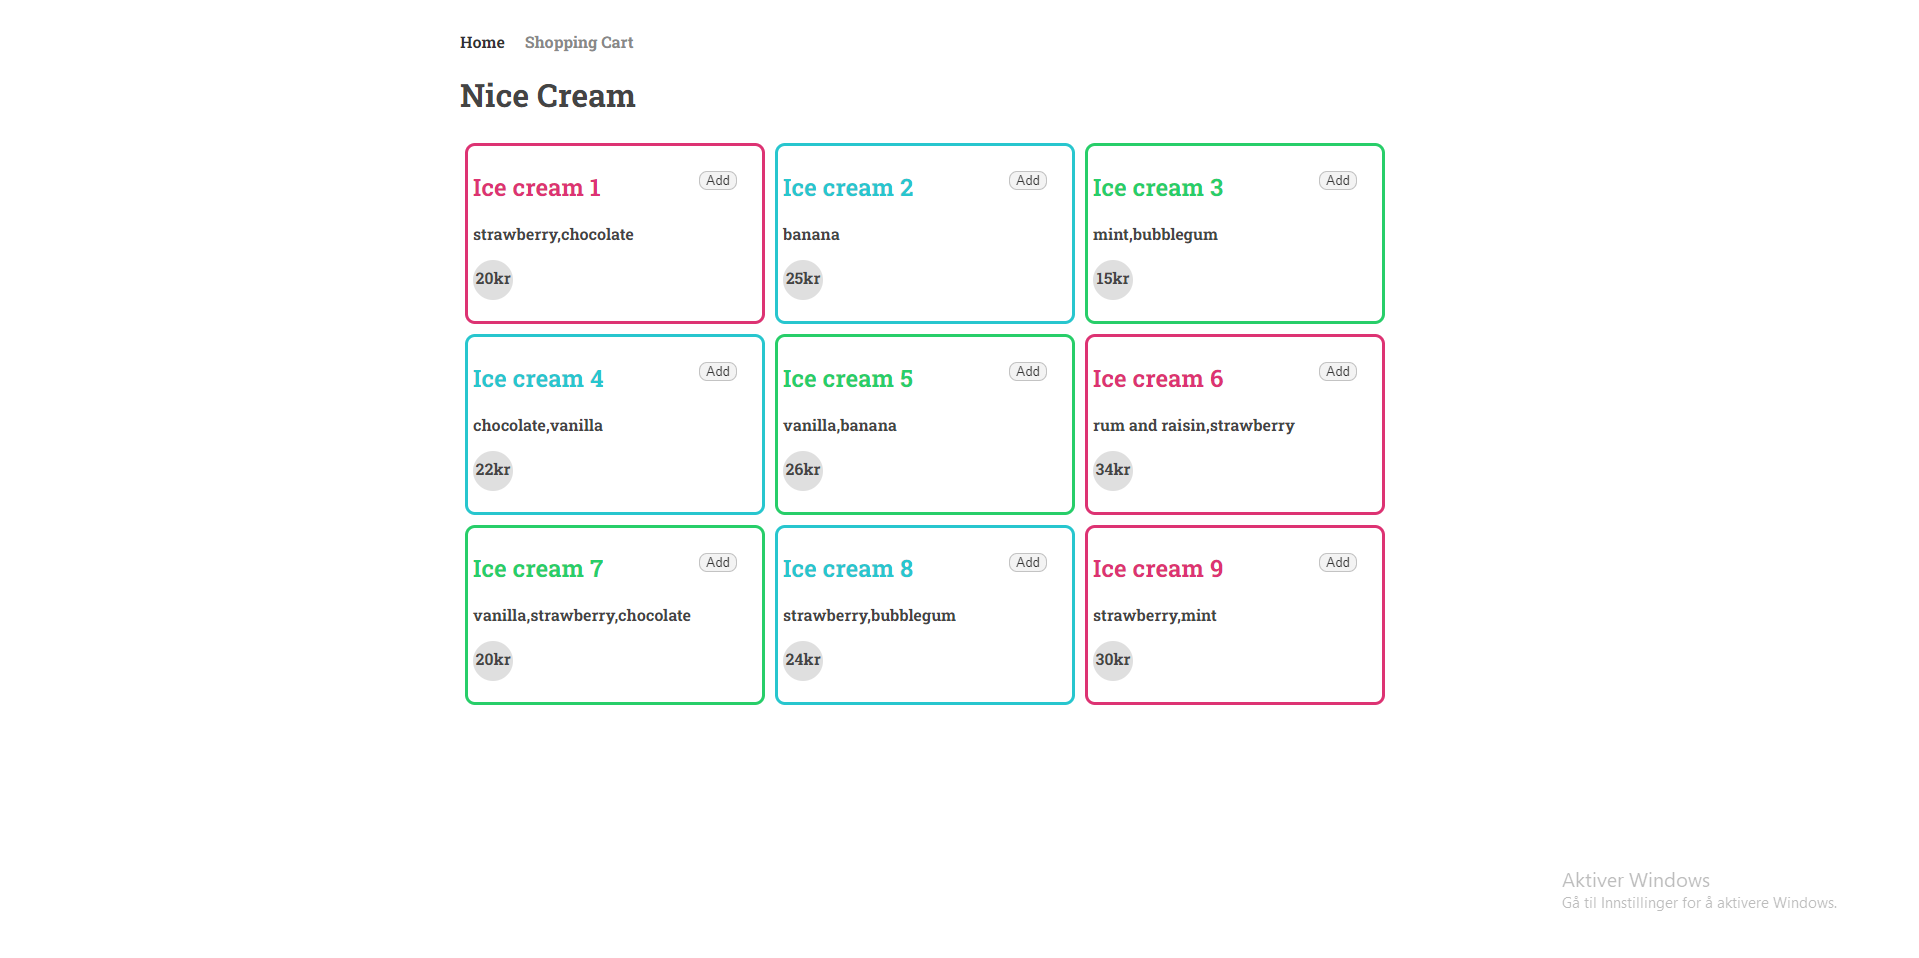 Home Shopping Cart
Nice Cream
Ice cream 1 Add
strawberry,chocolate
20kr
Ice cream 2 Add
banana
25kr
Ice cream 3 Add
mint,bubblegum
15kr
Ice cream 4 Add
chocolate,vanilla
22kr
Ice cream 5 Add
vanilla,banana
26kr
Ice cream 6 Add
rum and raisin,strawberry
34kr
Ice cream 7 Add
vanilla,strawberry,chocolate
20kr
Ice cream 8 Add
strawberry,bubblegum
24kr
Ice cream 9 Add
strawberry,mint
30kr
Aktiver Windows
Gå til Innstillinger for å aktivere Windows.